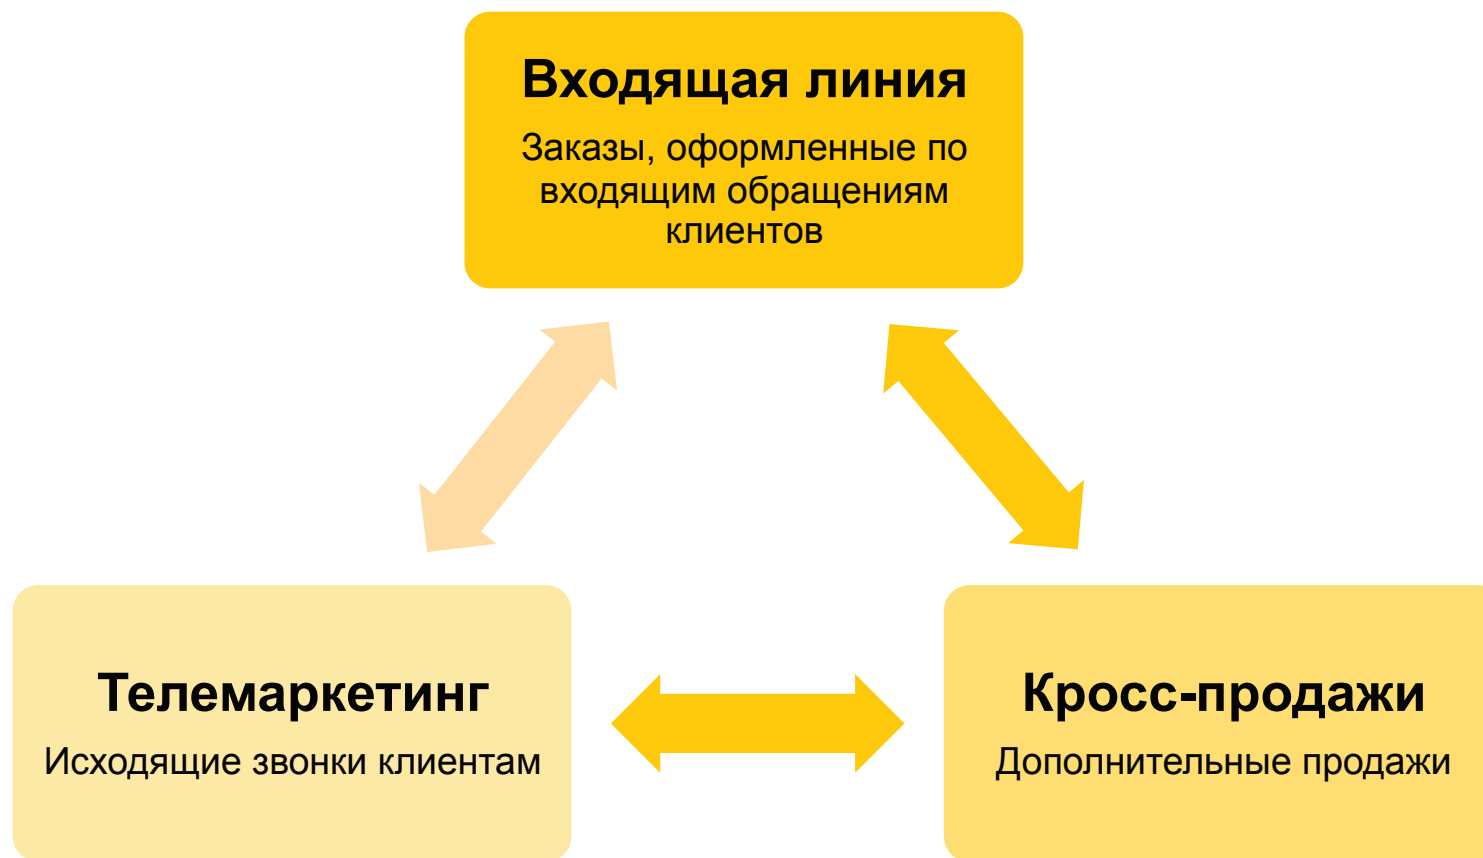 Входящая линия
Заказы, оформленные по
входящим обращениям
клиентов
Телемаркетинг
Исходящие звонки клиентам
Кросс-продажи
Дополнительные продажи